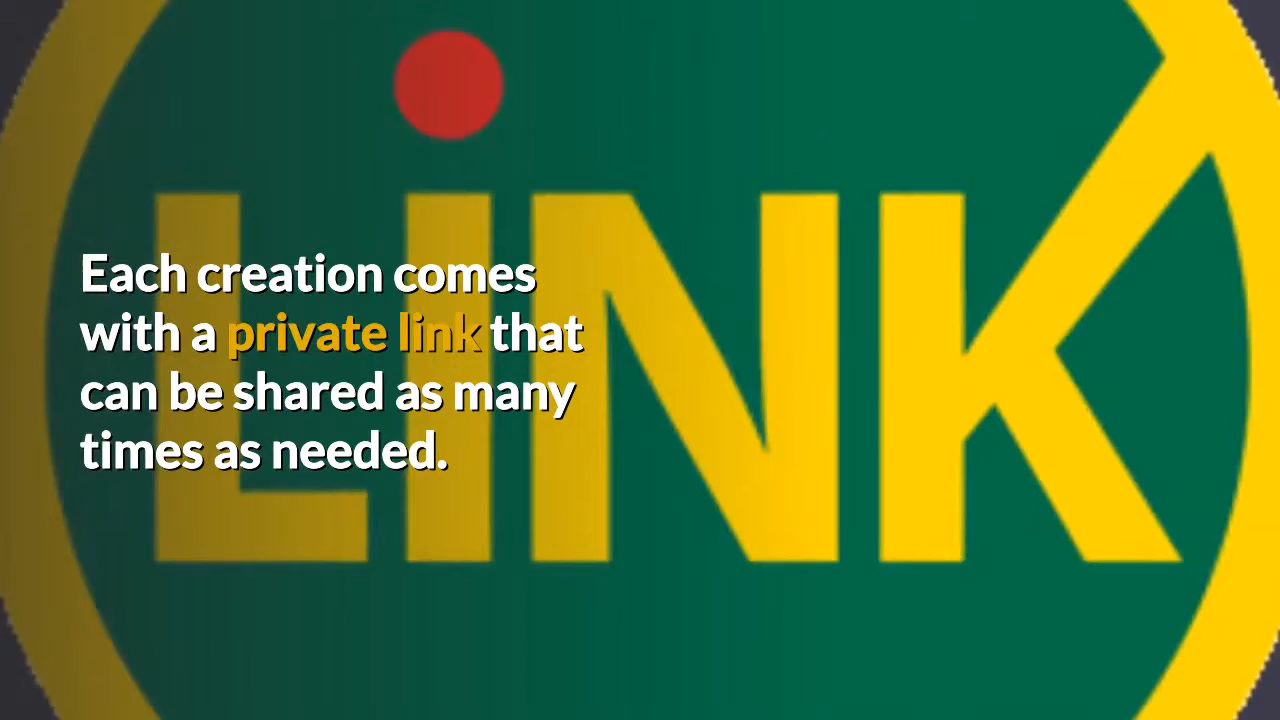 LiNK
Each creation comes
with a private link that
can be shared as many
times as needed.